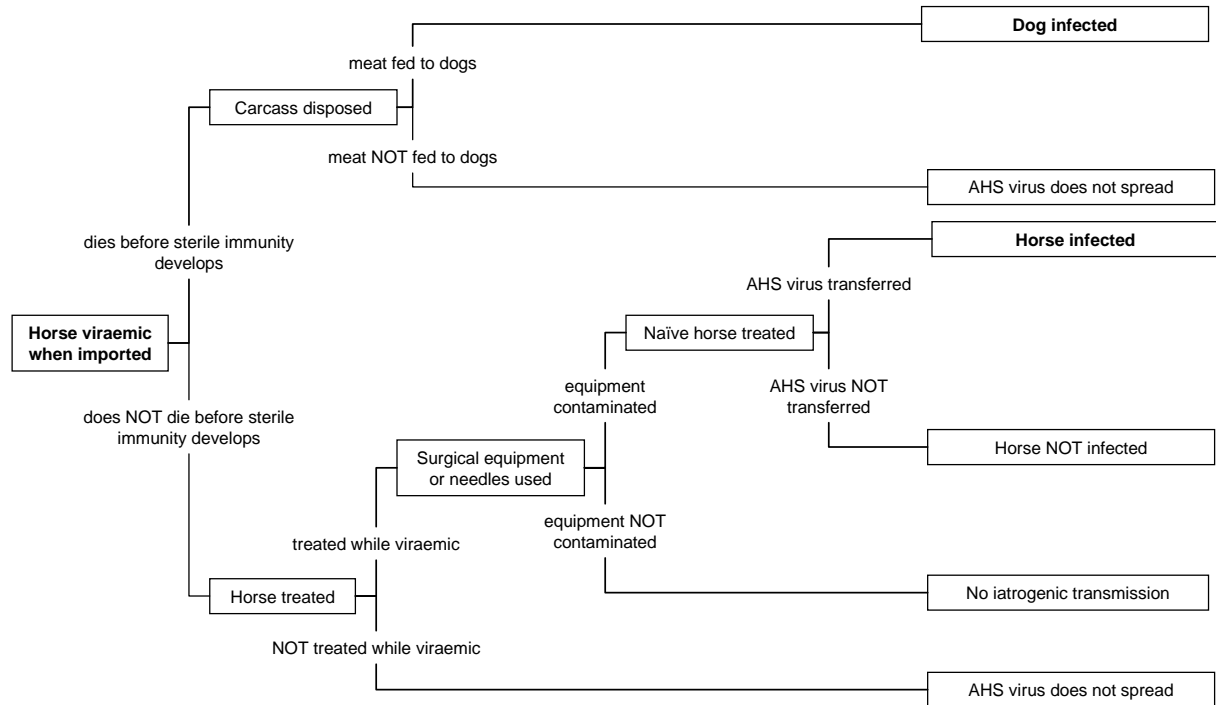 Dog infected
meat fed to dogs
Carcass disposed
meat NOT fed to dogs
AHS virus does not spread
dies before sterile immunity
develops
Horse infected
AHS virus transferred
Horse viraemic
when imported
Naïve horse treated
equipment
contaminated
AHS virus NOT
transferred
does NOT die before sterile
immunity develops
Surgical equipment
or needles used
Horse NOT infected
equipment NOT
contaminated
treated while viraemic
Horse treated
No iatrogenic transmission
NOT treated while viraemic
AHS virus does not spread